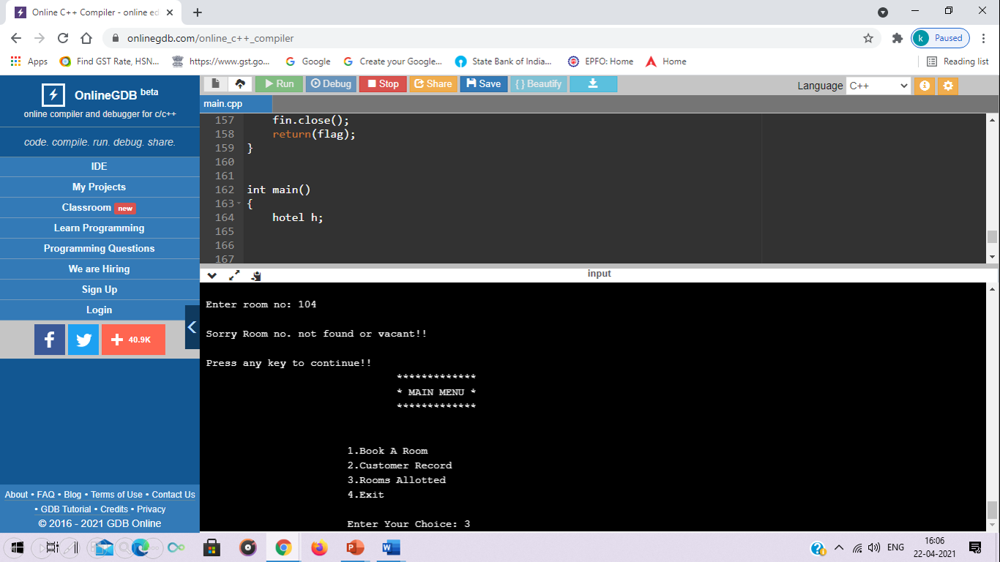 Online C++ Compiler - online ed
onlinegdb.com/online_c++_compiler
k Paused
Apps Find GST Rate, HSN... https://www.gst.go... Google Create your Google... State Bank of India... EPFO: Home Home Reading list
OnlineGDB beta
online compiler and debugger for c/c++
code. compile. run. debug. share.
IDE
My Projects
Classroom new
Learn Programming
Programming Questions
We are Hiring
Sign Up
Login
f + 40.9K
About • FAQ • Blog • Terms of Use • Contact Us
• GDB Tutorial • Credits • Privacy
© 2016 - 2021 GDB Online
Run Debug Stop Share Save { } Beautify Language C++
main.cpp
157 fin.close();
158 return(flag);
159 }
160
161
162 int main()
163 {
164 hotel h;
165
166
167
input
Enter room no: 104
Sorry Room no. not found or vacant!!
Press any key to continue!!
*************
* MAIN MENU *
*************
1.Book A Room
2.Customer Record
3.Rooms Allotted
4.Exit
Enter Your Choice: 3
ENG
16:06
22-04-2021